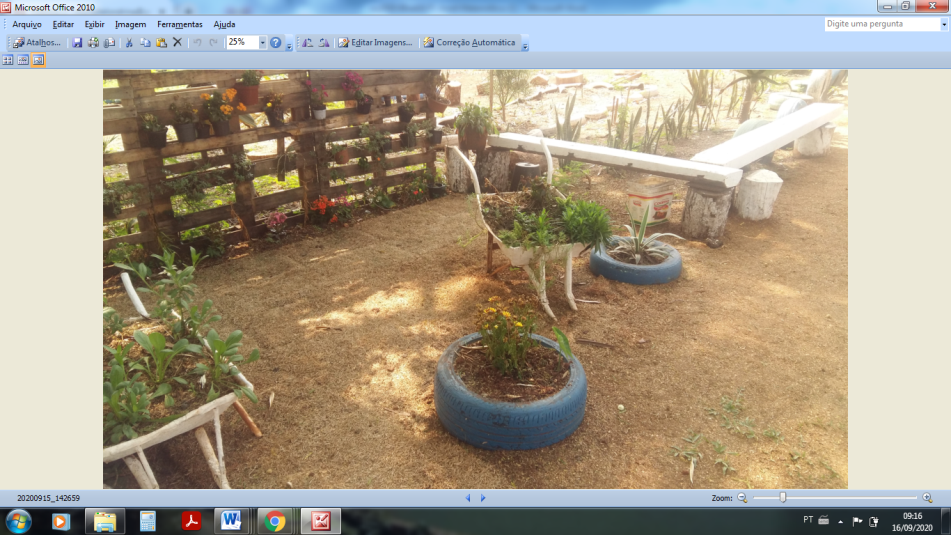 Microsoft Office 2010
Arquivo Editar Exibir Imagem Ferramentas Ajuda
Digite uma pergunta
Atalhos... 25% Editar Imagens... Correção Automática
20200915_142659
Zoom:
PT
09:16
16/09/2020